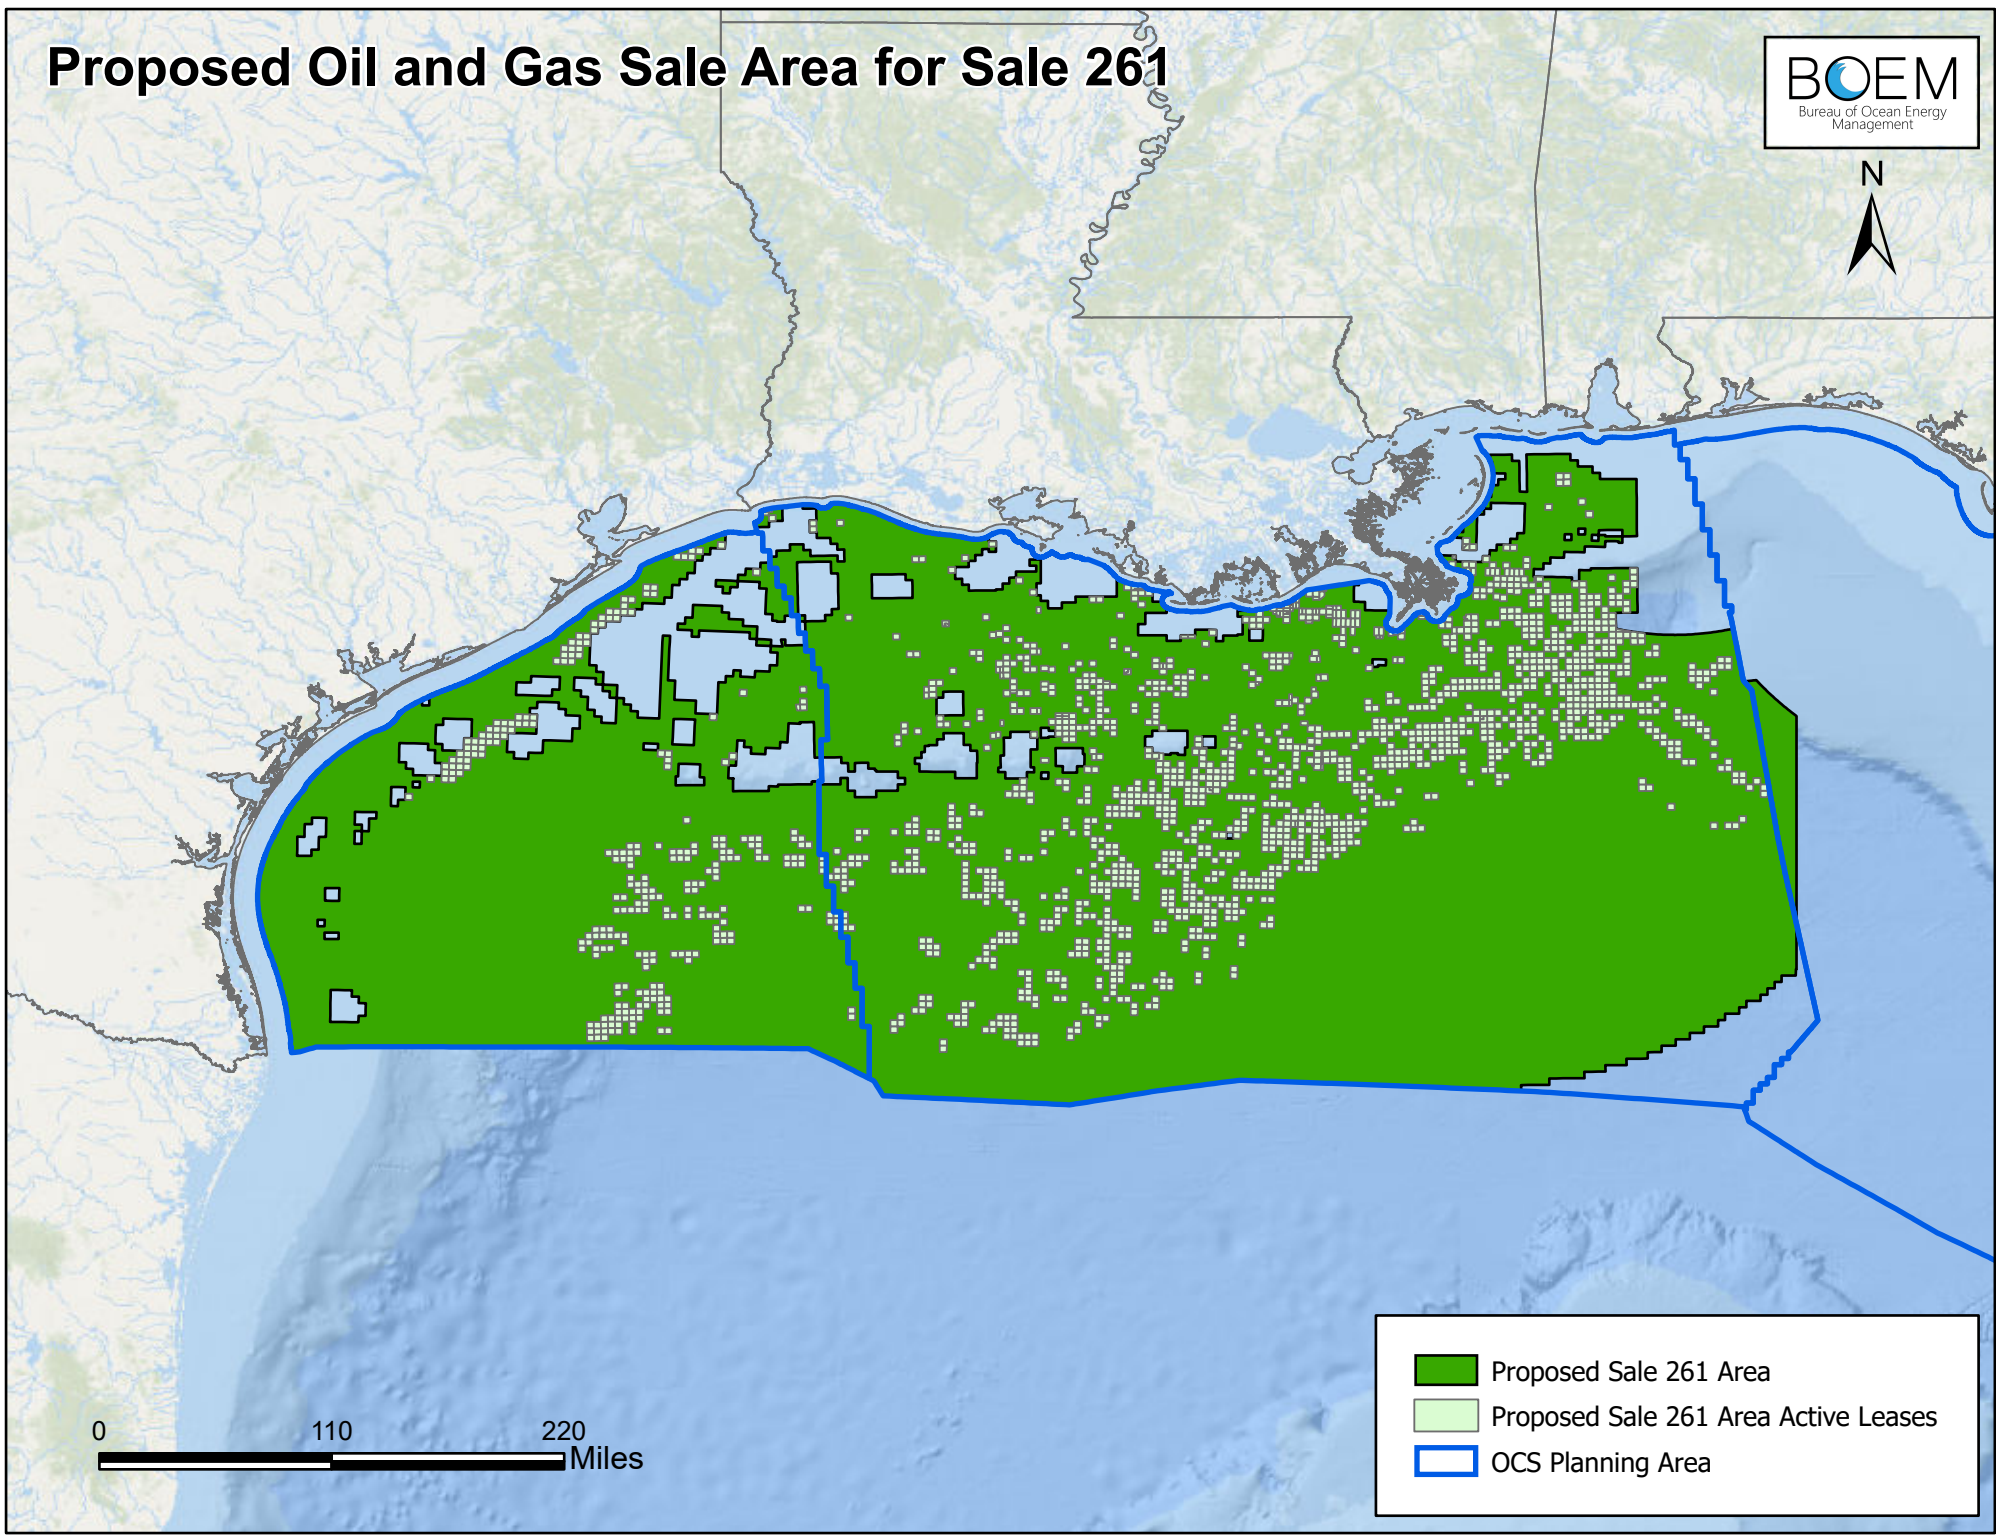 Proposed Oil and Gas Sale Area for Sale 261
BOEM
Bureau of Ocean Energy
Management
N
Proposed Sale 261 Area
Proposed Sale 261 Area Active Leases
OCS Planning Area
0 110 220
Miles